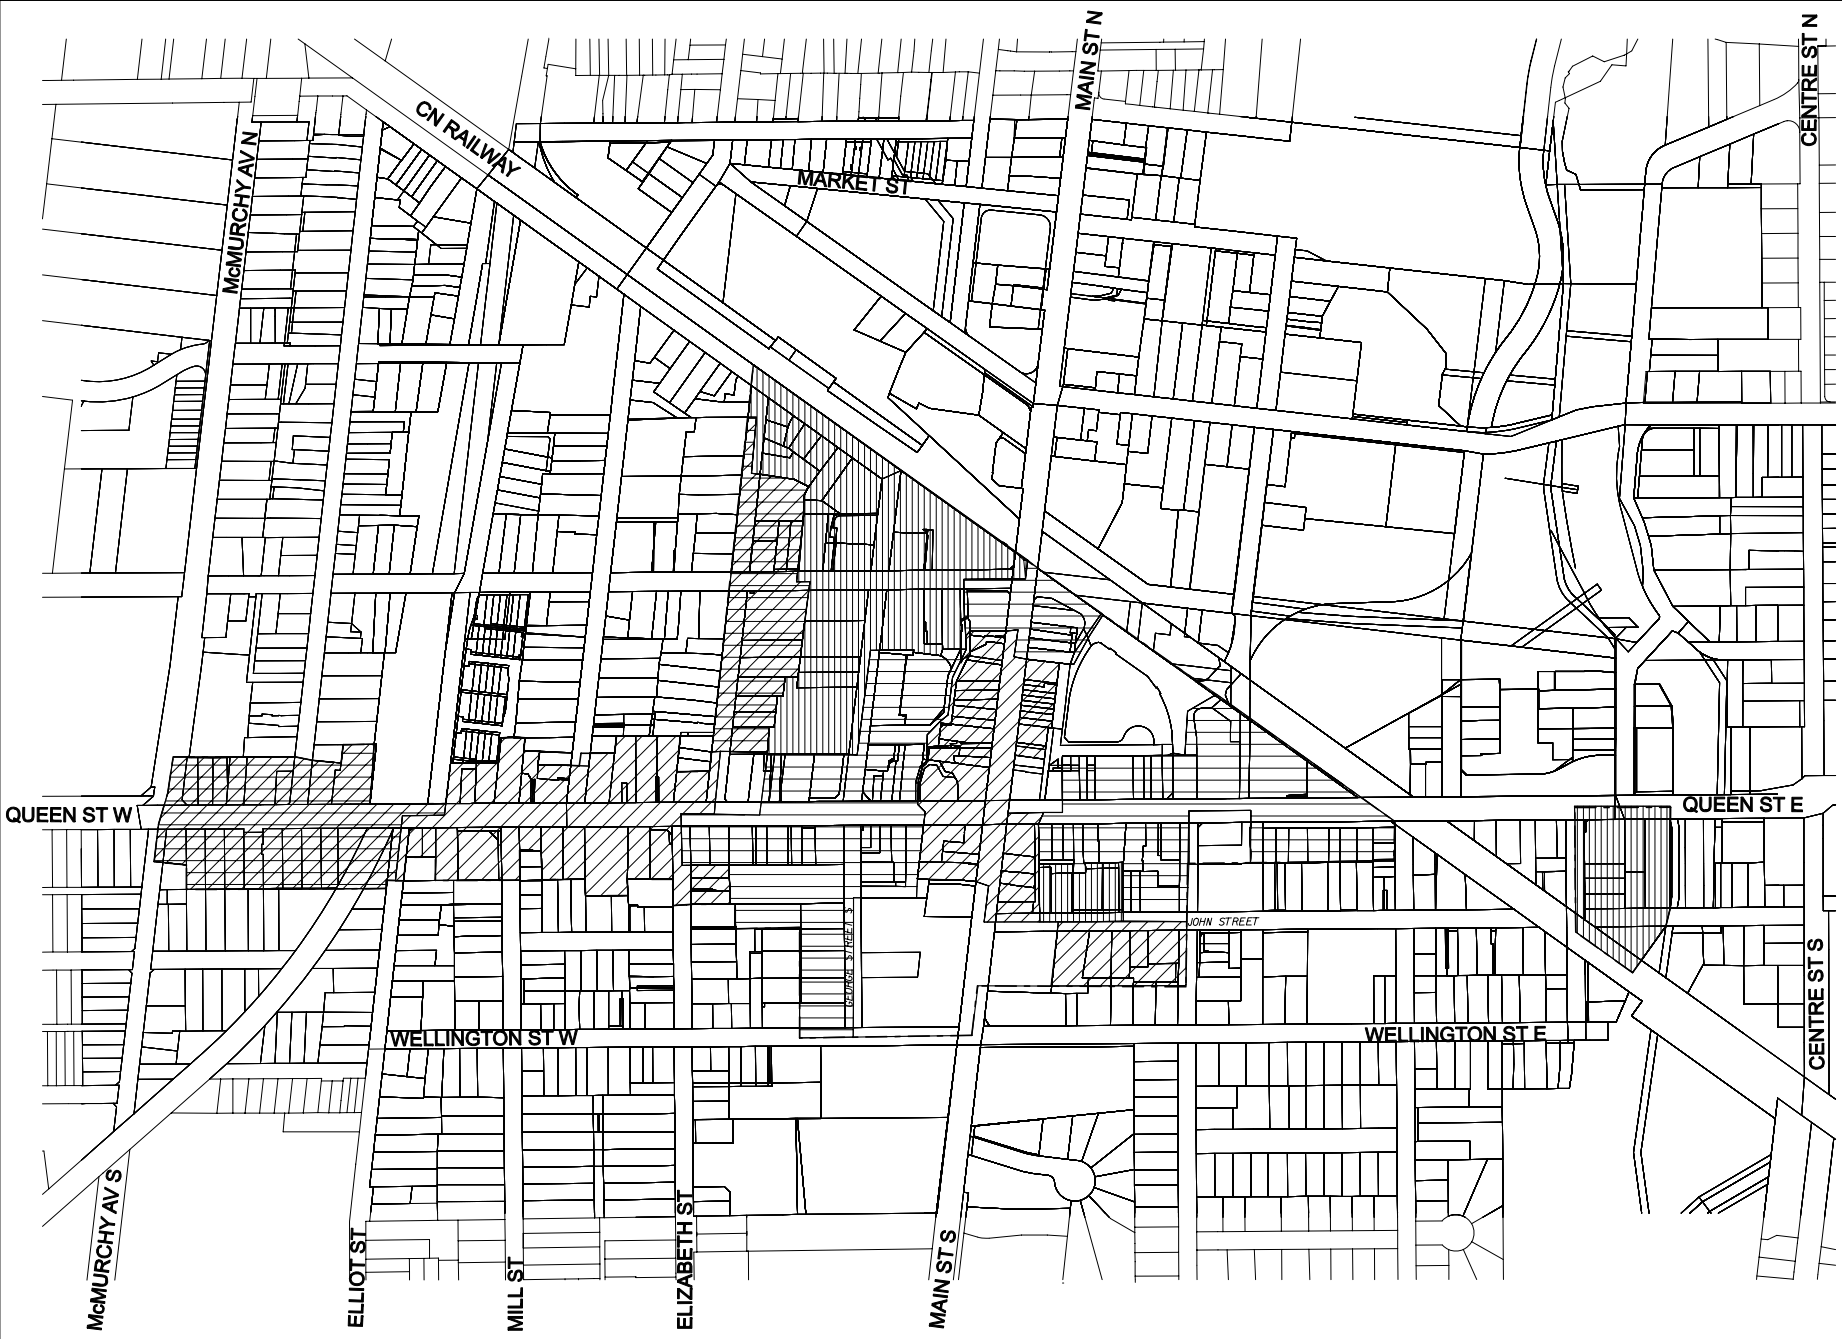 MAIN ST N
CENTRE ST N
CN RAILWAY
McMURCHY AV N
MARKET ST
QUEEN ST W
QUEEN ST E
JOHN STREET
GEORGE STREET S
WELLINGTON ST W
WELLINGTON ST E
CENTRE ST S
McMURCHY AV S
ELLIOT ST
MILL ST
ELIZABETH ST
MAIN ST S